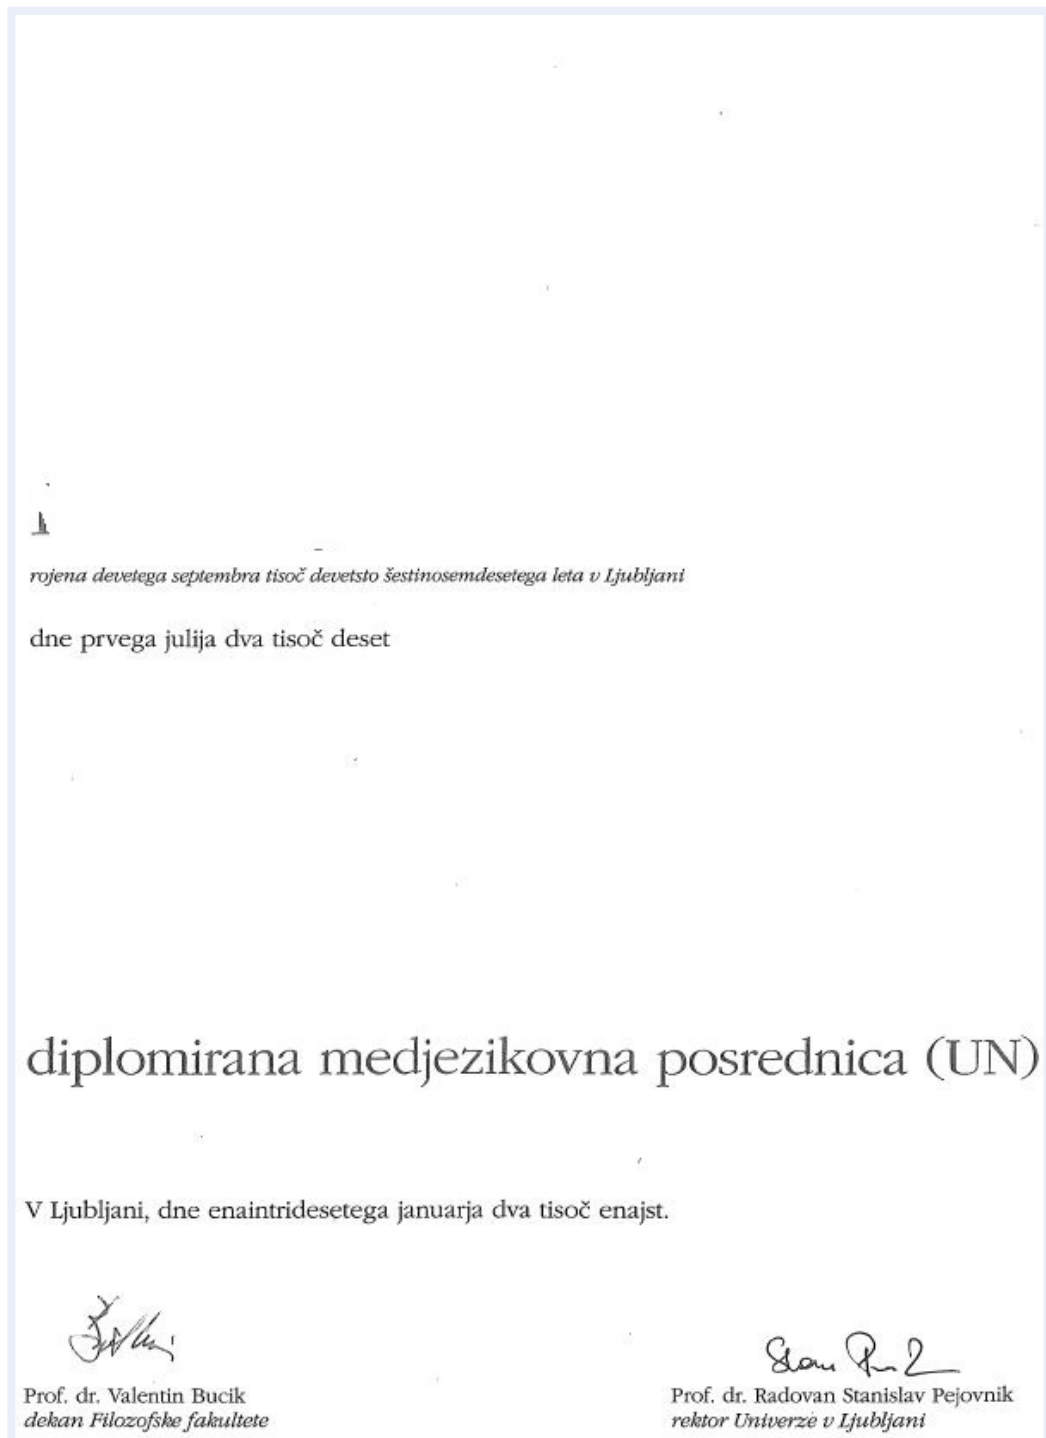 rojena devetega septembra tisoč devetsto šestinosemdesetega leta v Ljubljani
dne prvega julija dva tisoč deset
diplomirana medjezikovna posrednica (UN)
V Ljubljani, dne enaintridesetega januarja dva tisoč enajst.
Prof. dr. Valentin Bucik
dekan Filozofske fakultete
Prof. dr. Radovan Stanislav Pejovnik
rektor Univerze v Ljubljani